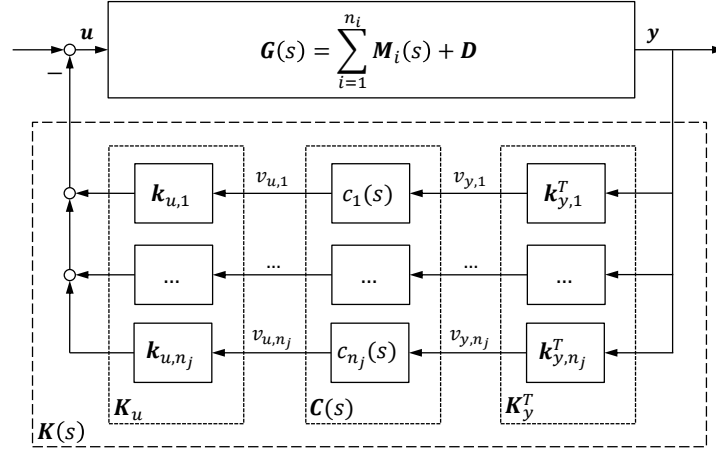 u
G(s) = ∑_{i=1}^{n_i} M_i(s) + D
y
−
k_{u,1}
v_{u,1}
c_1(s)
v_{y,1}
k_{y,1}^T
...
...
...
...
...
k_{u,n_j}
v_{u,n_j}
c_{n_j}(s)
v_{y,n_j}
k_{y,n_j}^T
K_u
C(s)
K_y^T
K(s)